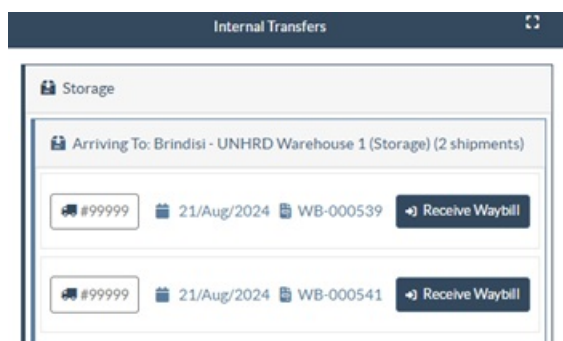 Internal Transfers
Storage
Arriving To: Brindisi - UNHRD Warehouse 1 (Storage) (2 shipments)
#99999 21/Aug/2024 WB-000539 Receive Waybill
#99999 21/Aug/2024 WB-000541 Receive Waybill